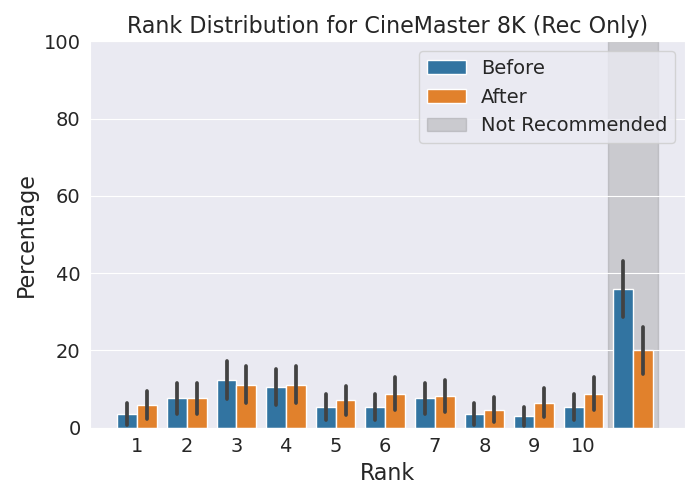 Rank Distribution for CineMaster 8K (Rec Only)
100
80
60
40
20
0
Percentage
Before
After
Not Recommended
1 2 3 4 5 6 7 8 9 10
Rank